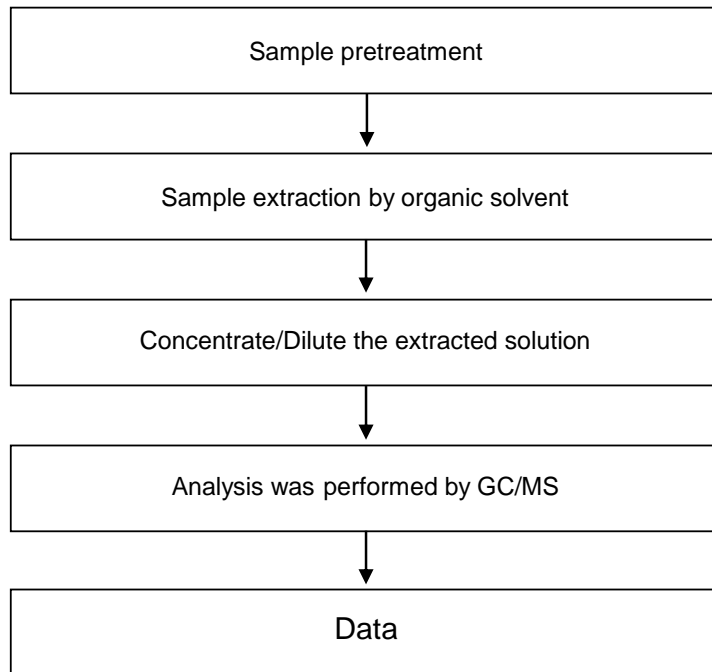 Sample pretreatment
Sample extraction by organic solvent
Concentrate/Dilute the extracted solution
Analysis was performed by GC/MS
Data